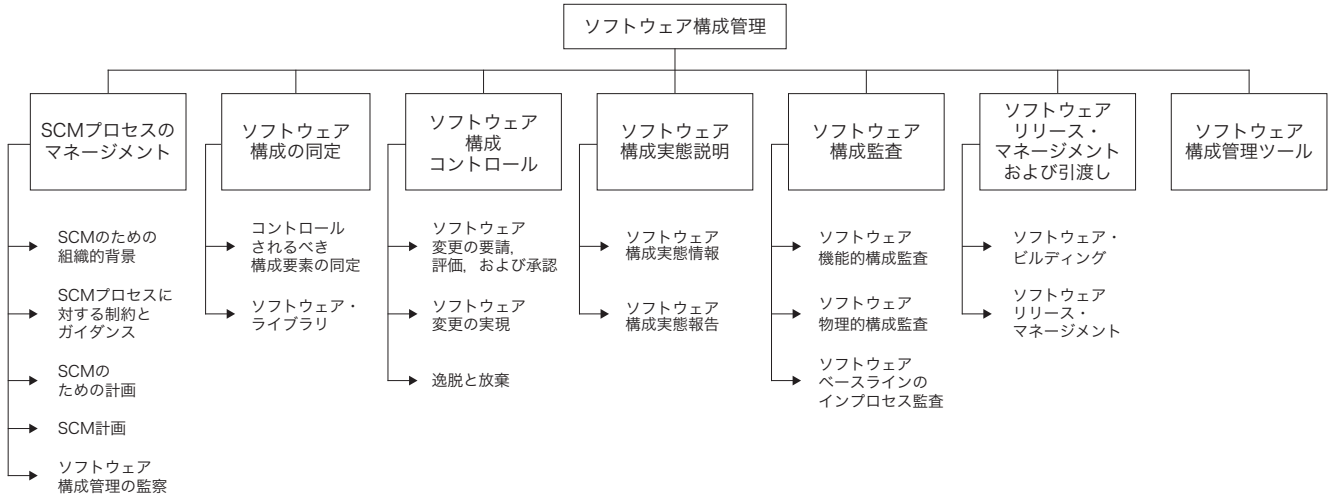 ソフトウェア構成管理
SCMプロセスの
マネージメント
SCMのための
組織的背景
SCMプロセスに
対する制約と
ガイダンス
SCMの
ための計画
SCM計画
ソフトウェア
構成管理の監察
ソフトウェア
構成の同定
コントロール
されるべき
構成要素の同定
ソフトウェア・
ライブラリ
ソフトウェア
構成
コントロール
ソフトウェア
変更の要請,
評価, および承認
ソフトウェア
変更の実現
逸脱と放棄
ソフトウェア
構成実態説明
ソフトウェア
構成実態情報
ソフトウェア
構成実態報告
ソフトウェア
構成監査
ソフトウェア
機能的構成監査
ソフトウェア
物理的構成監査
ソフトウェア
ベースラインの
インプロセス監査
ソフトウェア
リリース・
マネージメント
および引渡し
ソフトウェア・
ビルディング
ソフトウェア
リリース・
マネージメント
ソフトウェア
構成管理ツール